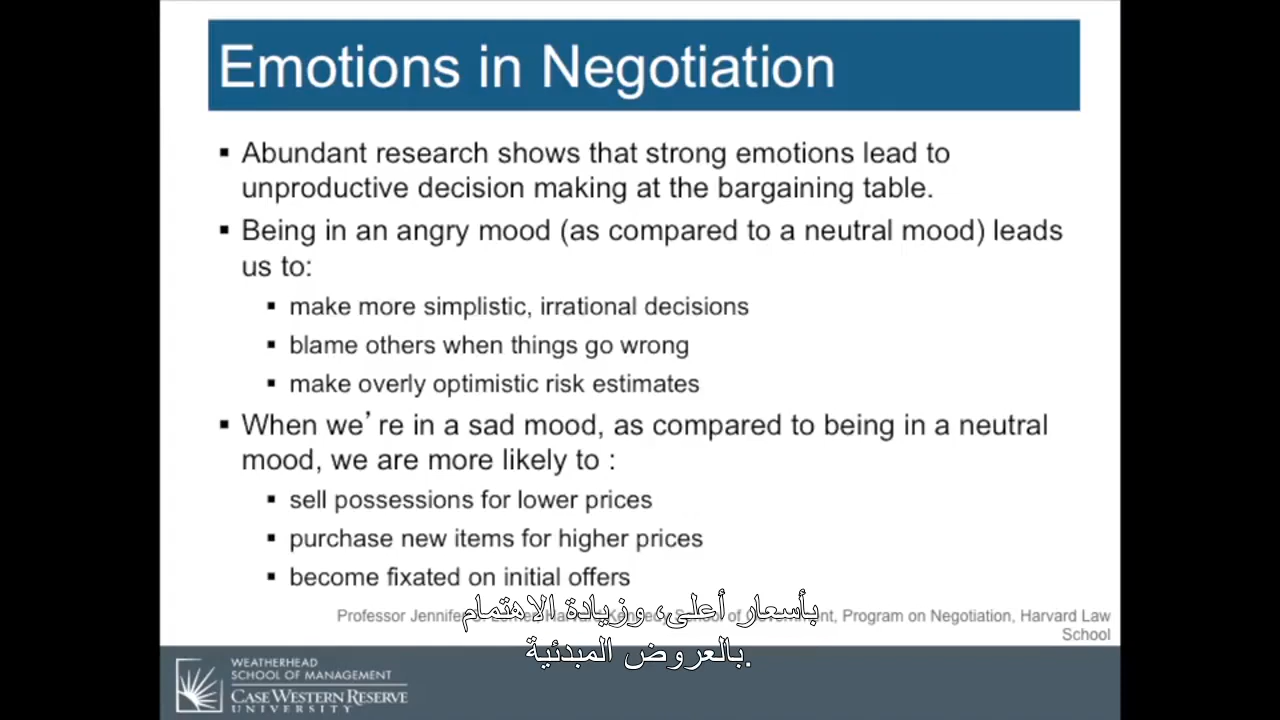 Emotions in Negotiation
▪ Abundant research shows that strong emotions lead to
unproductive decision making at the bargaining table.
▪ Being in an angry mood (as compared to a neutral mood) leads
us to:
▪ make more simplistic, irrational decisions
▪ blame others when things go wrong
▪ make overly optimistic risk estimates
▪ When we’re in a sad mood, as compared to being in a neutral
mood, we are more likely to :
▪ sell possessions for lower prices
▪ purchase new items for higher prices
▪ become fixated on initial offers
Professor School of Program on Negotiation, Harvard Law
School
بأسعار أعلى، وزيادة الاهتمام
بالعروض المبدئية.
WEATHERHEAD
SCHOOL OF MANAGEMENT
CASE WESTERN RESERVE
UNIVERSITY